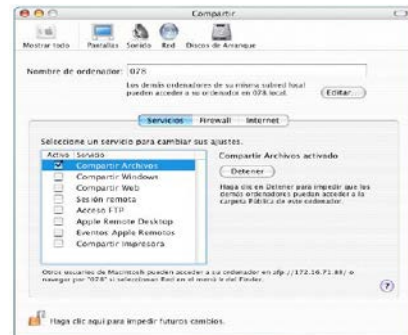 Compartir
Mostrar todo Pantallas Sonido Red Discos de Arranque
Nombre de ordenador: 078
Los demás ordenadores de su misma subred local
pueden acceder a su ordenador en 078.local.
Editar...
Servicios Firewall Internet
Seleccione un servicio para cambiar sus ajustes.
Activo Servicio
Compartir Archivos
Compartir Windows
Compartir Web
Sesión remota
Acceso FTP
Apple Remote Desktop
Eventos Apple Remotos
Compartir Impresora
Compartir Archivos activado
Detener
Haga clic en Detener para impedir que los
demás ordenadores puedan acceder a la
carpeta Pública de este ordenador.
Otros usuarios de Macintosh pueden acceder a su ordenador en afp://172.16.71.88/ o
navegar por "078" si seleccionan Red en el menú Ir del Finder.
?
Haga clic aquí para impedir futuros cambios.